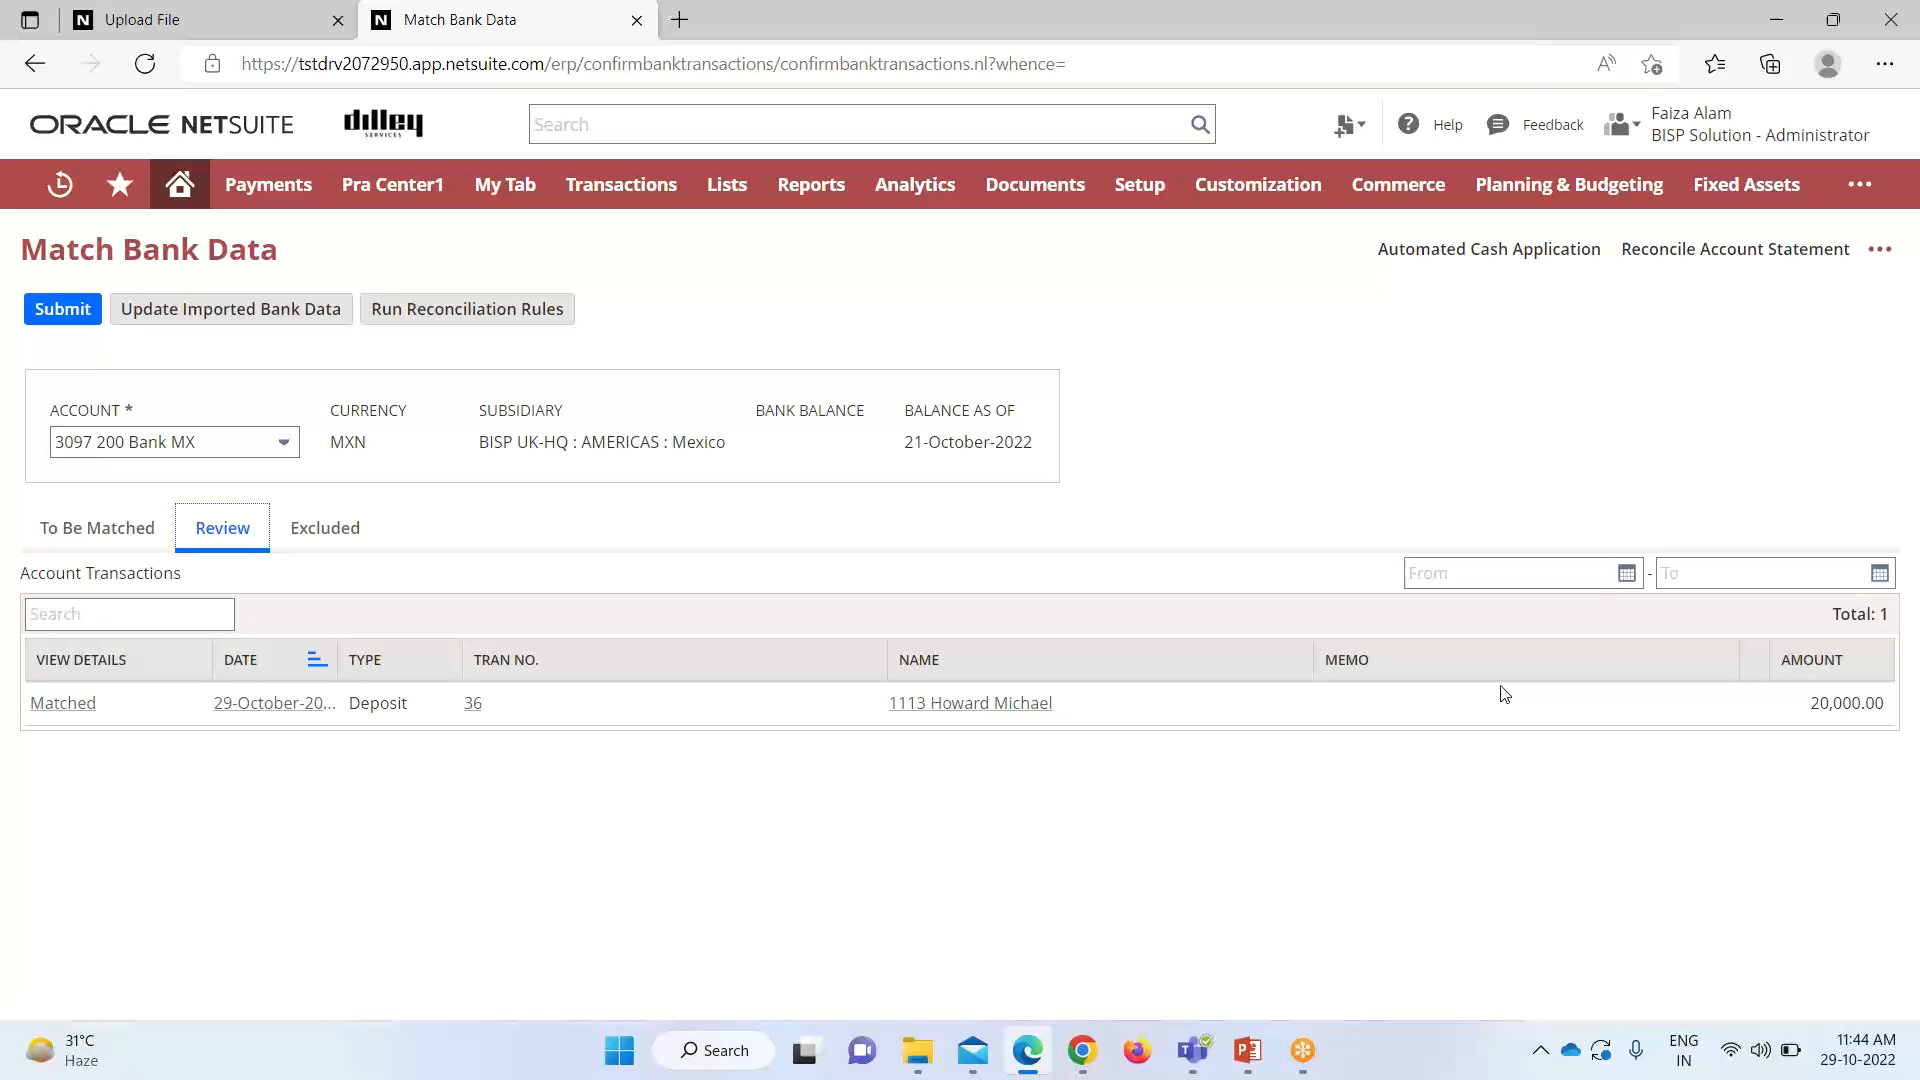 Upload File
Match Bank Data
https://tstdrv2072950.app.netsuite.com/erp/confirmbanktransactions/confirmbanktransactions.nl?whence=
ORACLE NETSUITE
dilley
SERVICES
Search
Help
Feedback
Faiza Alam
BISP Solution - Administrator
Payments
Pra Center1
My Tab
Transactions
Lists
Reports
Analytics
Documents
Setup
Customization
Commerce
Planning & Budgeting
Fixed Assets
Match Bank Data
Automated Cash Application
Reconcile Account Statement
Submit
Update Imported Bank Data
Run Reconciliation Rules
ACCOUNT *
CURRENCY
SUBSIDIARY
BANK BALANCE
BALANCE AS OF
3097 200 Bank MX
MXN
BISP UK-HQ : AMERICAS : Mexico
21-October-2022
To Be Matched
Review
Excluded
Account Transactions
From
-
To
Search
Total: 1
VIEW DETAILS
DATE
TYPE
TRAN NO.
NAME
MEMO
AMOUNT
Matched
29-October-20...
Deposit
36
1113 Howard Michael
20,000.00
31°C
Haze
Search
ENG
IN
11:44 AM
29-10-2022